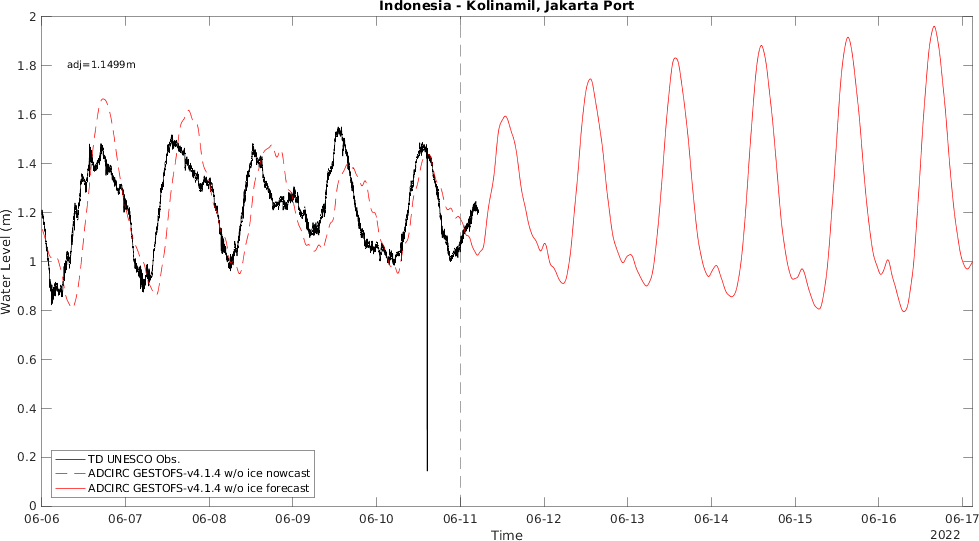 Indonesia - Kolinamil, Jakarta Port
2
1.8
1.6
1.4
1.2
1
0.8
0.6
0.4
0.2
0
Water Level (m)
adj=1.1499m
TD UNESCO Obs.
ADCIRC GESTOFS-v4.1.4 w/o ice nowcast
ADCIRC GESTOFS-v4.1.4 w/o ice forecast
06-06 06-07 06-08 06-09 06-10 06-11 06-12 06-13 06-14 06-15 06-16 06-17
Time
2022